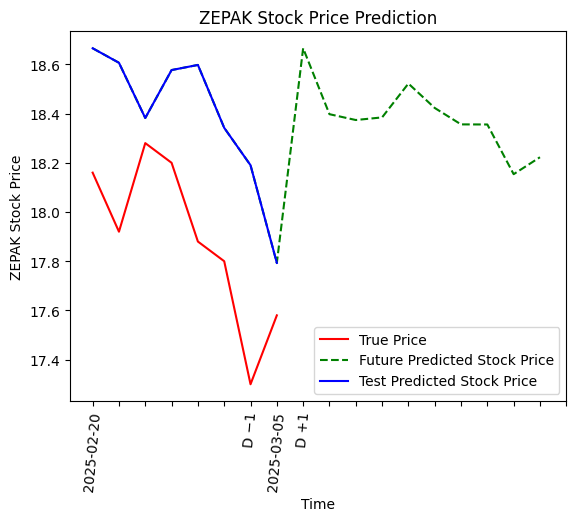 ZEPAK Stock Price Prediction
ZEPAK Stock Price
18.6
18.4
18.2
18.0
17.8
17.6
17.4
True Price
Future Predicted Stock Price
Test Predicted Stock Price
2025-02-20
D −1
2025-03-05
D +1
Time